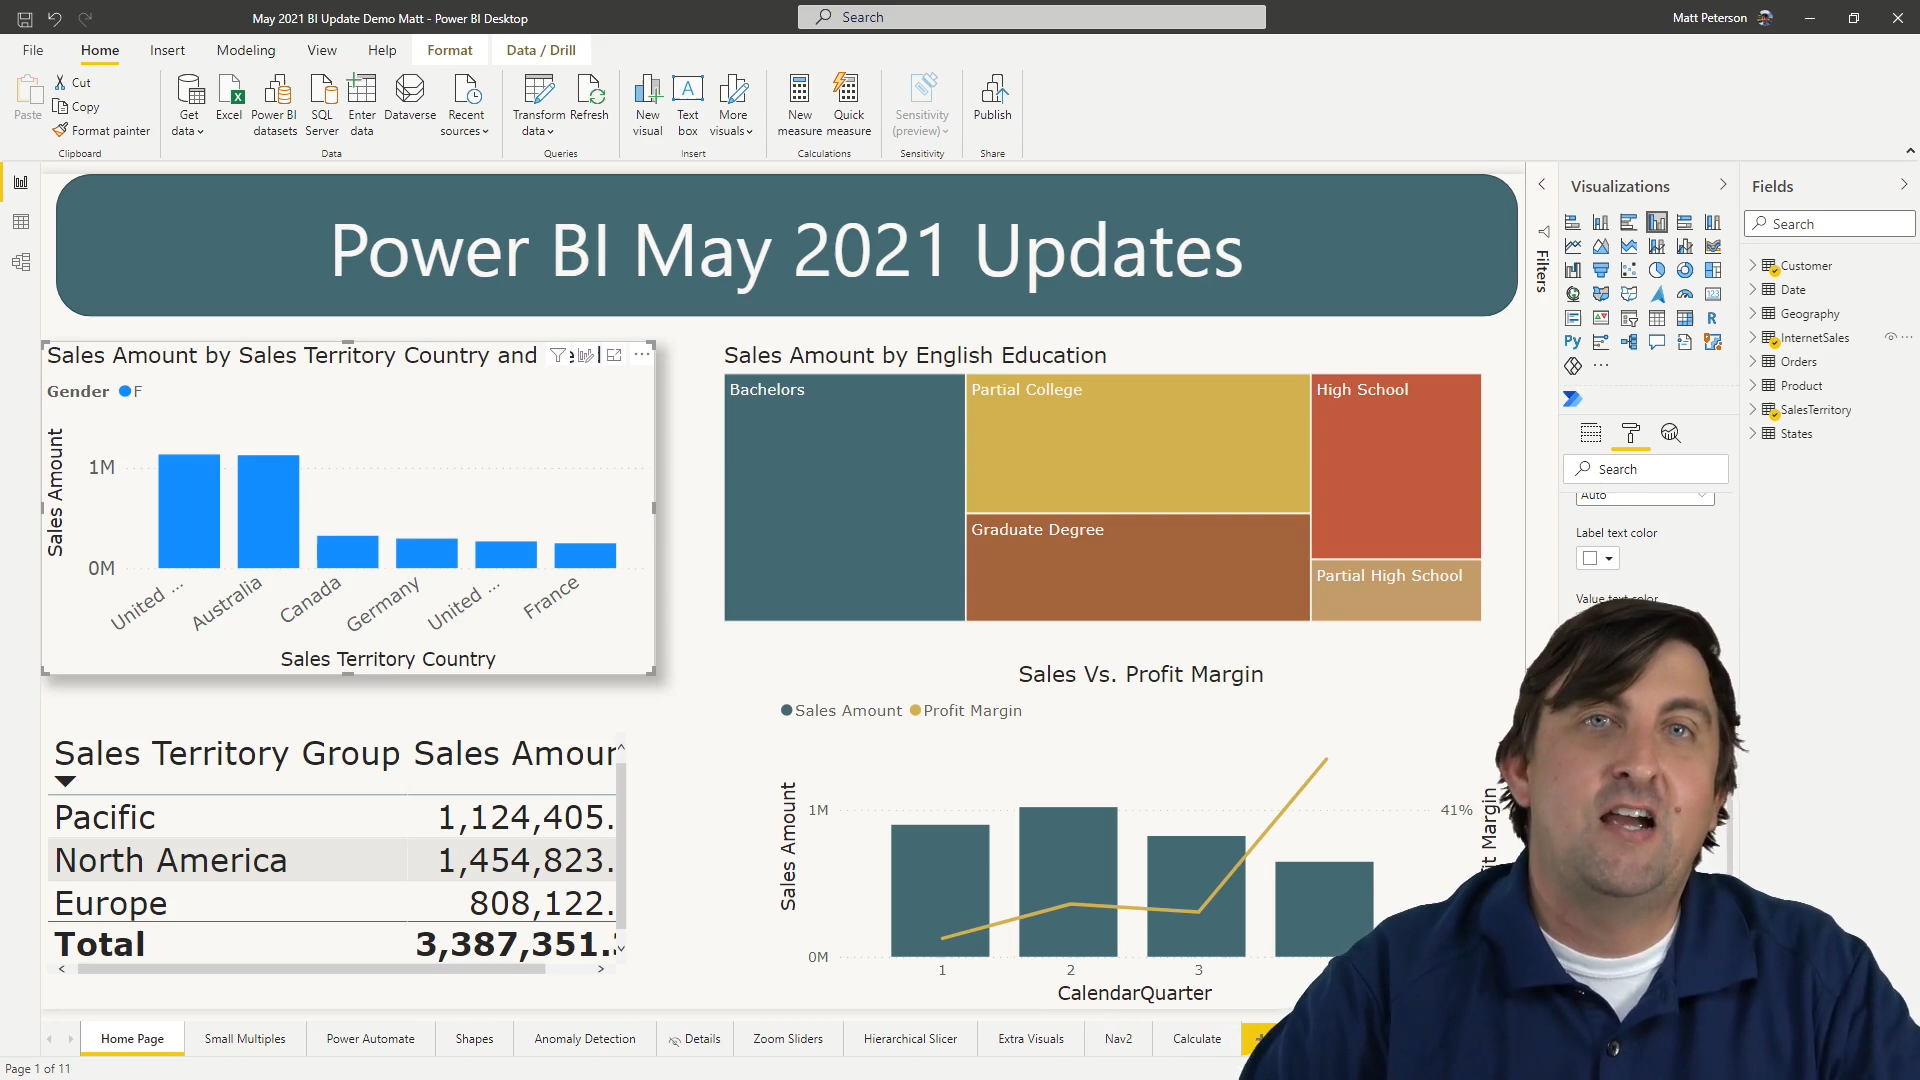 May 2021 BI Update Demo Matt - Power BI Desktop
Search
Matt Peterson
File Home Insert Modeling View Help Format Data / Drill
Paste
Cut
Copy
Format painter
Clipboard
Get data
Excel
Power BI datasets
SQL Server
Enter data
Dataverse
Recent sources
Data
Transform data
Refresh
Queries
New visual
Text box
More visuals
Insert
New measure
Quick measure
Calculations
Sensitivity (preview)
Sensitivity
Publish
Share
Power BI May 2021 Updates
Sales Amount by Sales Territory Country and
Gender F
Sales Amount
1M
0M
United ...
Australia
Canada
Germany
United ...
France
Sales Territory Country
Sales Amount by English Education
Bachelors
Partial College
High School
Graduate Degree
Partial High School
Sales Territory Group Sales Amour
Pacific 1,124,405.
North America 1,454,823.
Europe 808,122.
Total 3,387,351.
Sales Vs. Profit Margin
Sales Amount Profit Margin
Sales Amount
1M
0M
41%
fit Margin
1 2 3
CalendarQuarter
Filters
Visualizations
R
Py
Search
Auto
Label text color
Value text color
Fields
Search
Customer
Date
Geography
InternetSales
Orders
Product
SalesTerritory
States
Home Page Small Multiples Power Automate Shapes Anomaly Detection Details Zoom Sliders Hierarchical Slicer Extra Visuals Nav2 Calculate
Page 1 of 11